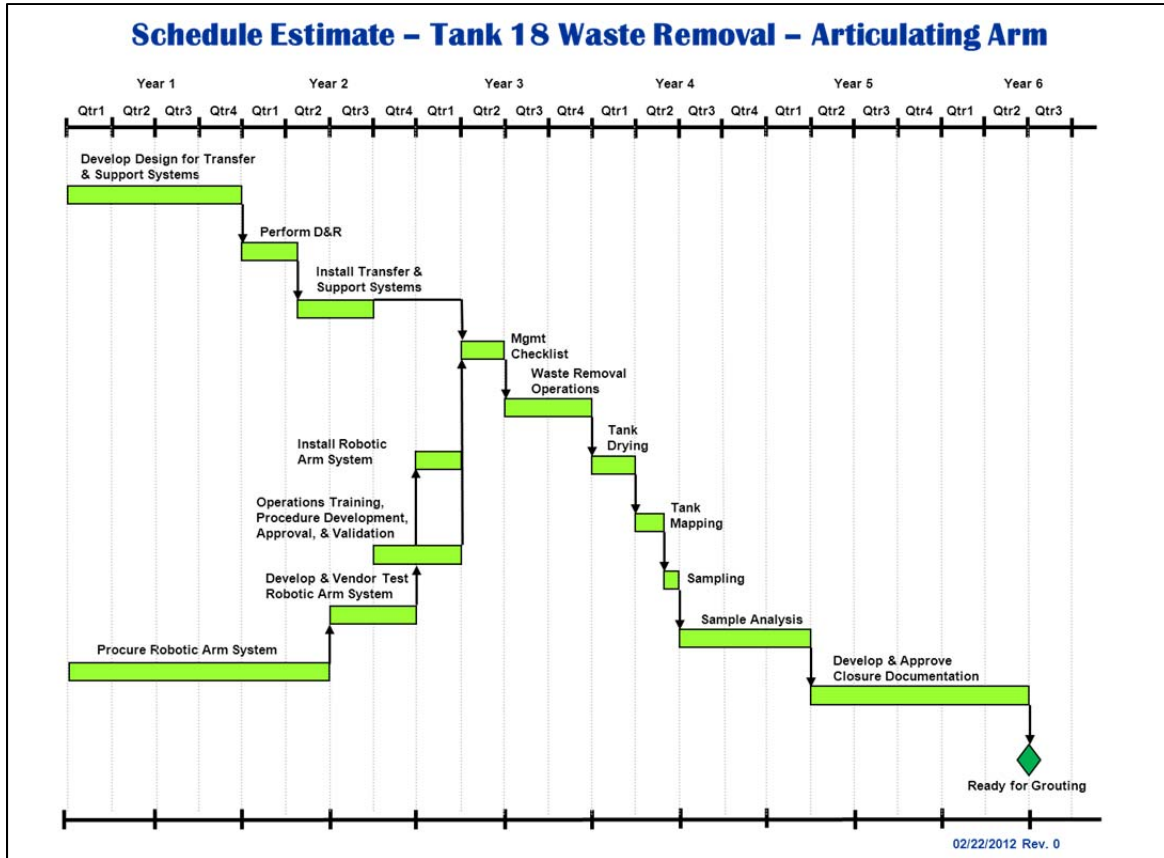 Schedule Estimate – Tank 18 Waste Removal – Articulating Arm
Year 1 Year 2 Year 3 Year 4 Year 5 Year 6
Qtr1 Qtr2 Qtr3 Qtr4 Qtr1 Qtr2 Qtr3 Qtr4 Qtr1 Qtr2 Qtr3 Qtr4 Qtr1 Qtr2 Qtr3 Qtr4 Qtr1 Qtr2 Qtr3 Qtr4 Qtr1 Qtr2 Qtr3
Develop Design for Transfer
& Support Systems
Perform D&R
Install Transfer &
Support Systems
Mgmt
Checklist
Waste Removal
Operations
Install Robotic
Arm System
Tank
Drying
Operations Training,
Procedure Development,
Approval, & Validation
Tank
Mapping
Develop & Vendor Test
Robotic Arm System
Sampling
Sample Analysis
Procure Robotic Arm System
Develop & Approve
Closure Documentation
Ready for Grouting
02/22/2012 Rev. 0